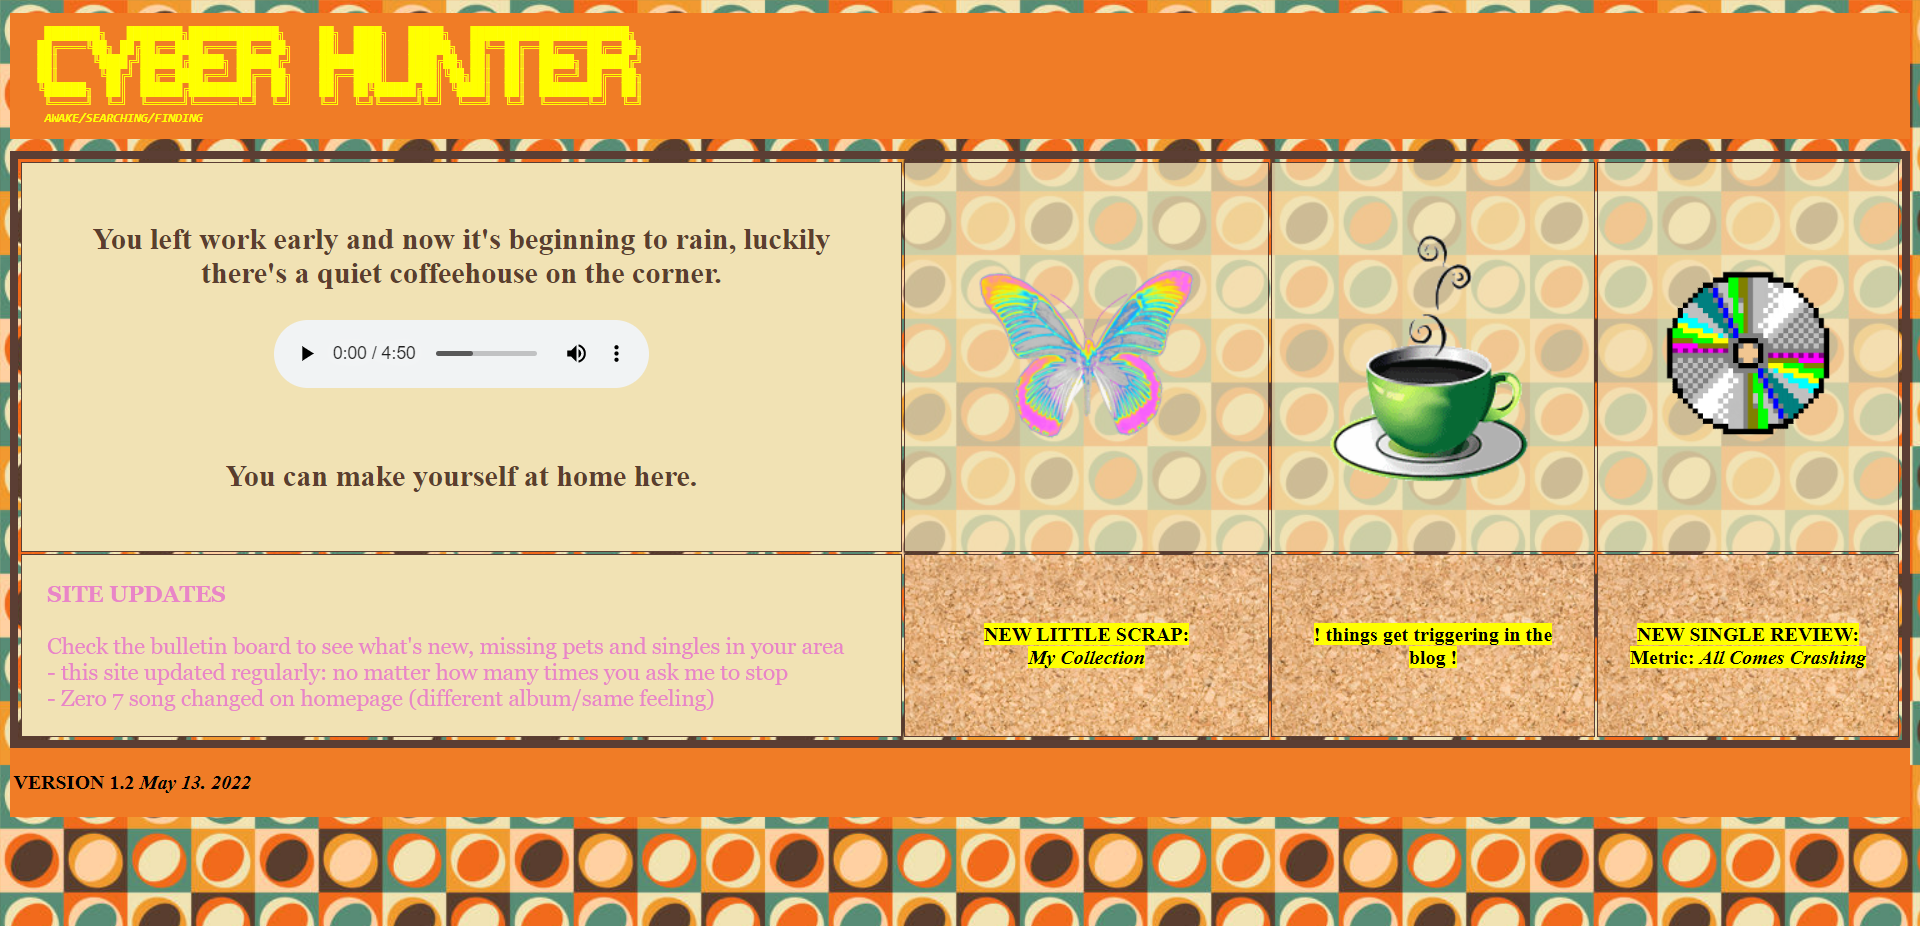 CYBER HUNTER
AWAKE/SEARCHING/FINDING
You left work early and now it's beginning to rain, luckily
there's a quiet coffeehouse on the corner.
0:00 / 4:50
You can make yourself at home here.
SITE UPDATES
Check the bulletin board to see what's new, missing pets and singles in your area
- this site updated regularly: no matter how many times you ask me to stop
- Zero 7 song changed on homepage (different album/same feeling)
NEW LITTLE SCRAP:
My Collection
! things get triggering in the
blog !
NEW SINGLE REVIEW:
Metric: All Comes Crashing
VERSION 1.2 May 13. 2022